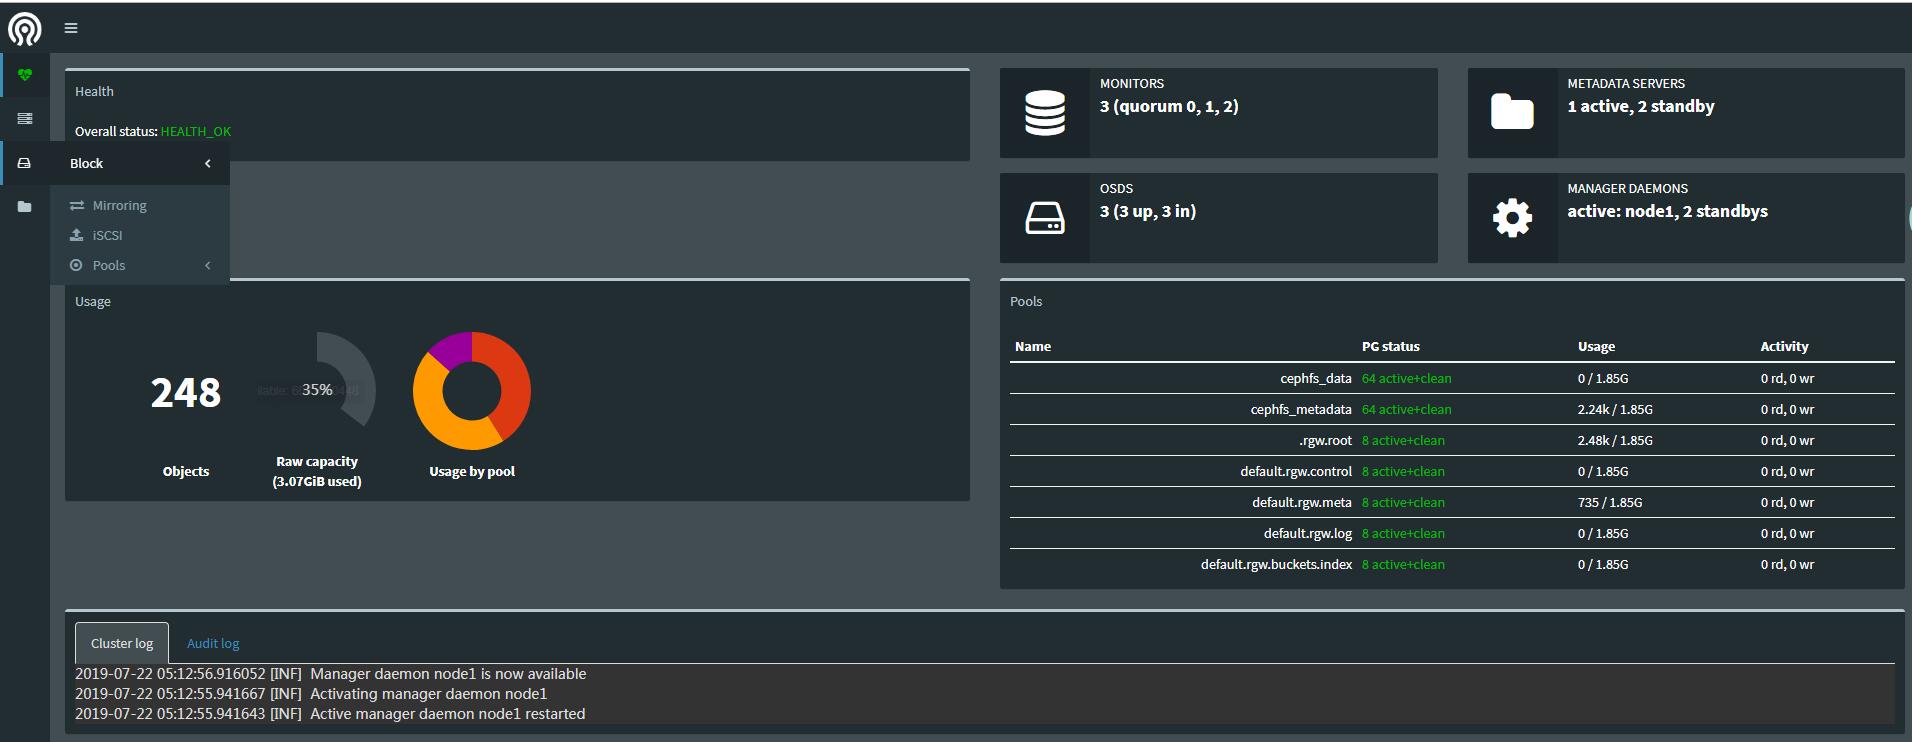 Health
Overall status: HEALTH_OK
Block
Mirroring
iSCSI
Pools
MONITORS
3 (quorum 0, 1, 2)
METADATA SERVERS
1 active, 2 standby
OSDS
3 (3 up, 3 in)
MANAGER DAEMONS
active: node1, 2 standbys
Usage
248
Objects
35%
Raw capacity
(3.07GiB used)
Usage by pool
Pools
Name PG status Usage Activity
cephfs_data 64 active+clean 0 / 1.85G 0 rd, 0 wr
cephfs_metadata 64 active+clean 2.24k / 1.85G 0 rd, 0 wr
.rgw.root 8 active+clean 2.48k / 1.85G 0 rd, 0 wr
default.rgw.control 8 active+clean 0 / 1.85G 0 rd, 0 wr
default.rgw.meta 8 active+clean 735 / 1.85G 0 rd, 0 wr
default.rgw.log 8 active+clean 0 / 1.85G 0 rd, 0 wr
default.rgw.buckets.index 8 active+clean 0 / 1.85G 0 rd, 0 wr
Cluster log Audit log
2019-07-22 05:12:56.916052 [INF] Manager daemon node1 is now available
2019-07-22 05:12:55.941667 [INF] Activating manager daemon node1
2019-07-22 05:12:55.941643 [INF] Active manager daemon node1 restarted